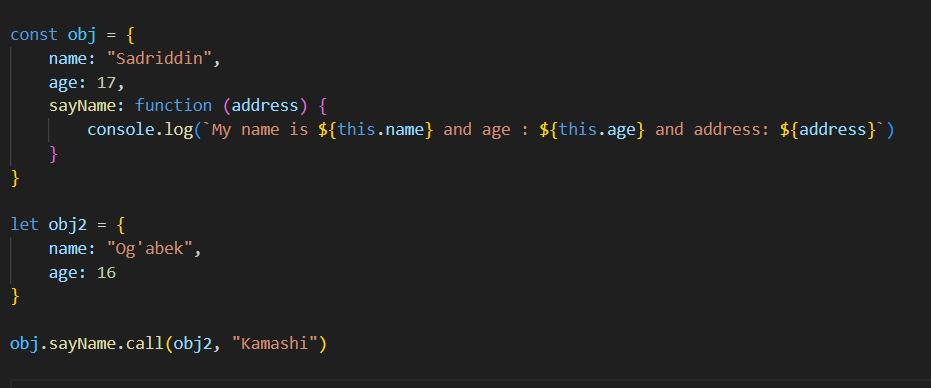 const obj = {
    name: "Sadriddin",
    age: 17,
    sayName: function (address) {
        console.log(`My name is ${this.name} and age : ${this.age} and address: ${address}`)
    }
}
let obj2 = {
    name: "Og'abek",
    age: 16
}
obj.sayName.call(obj2, "Kamashi")